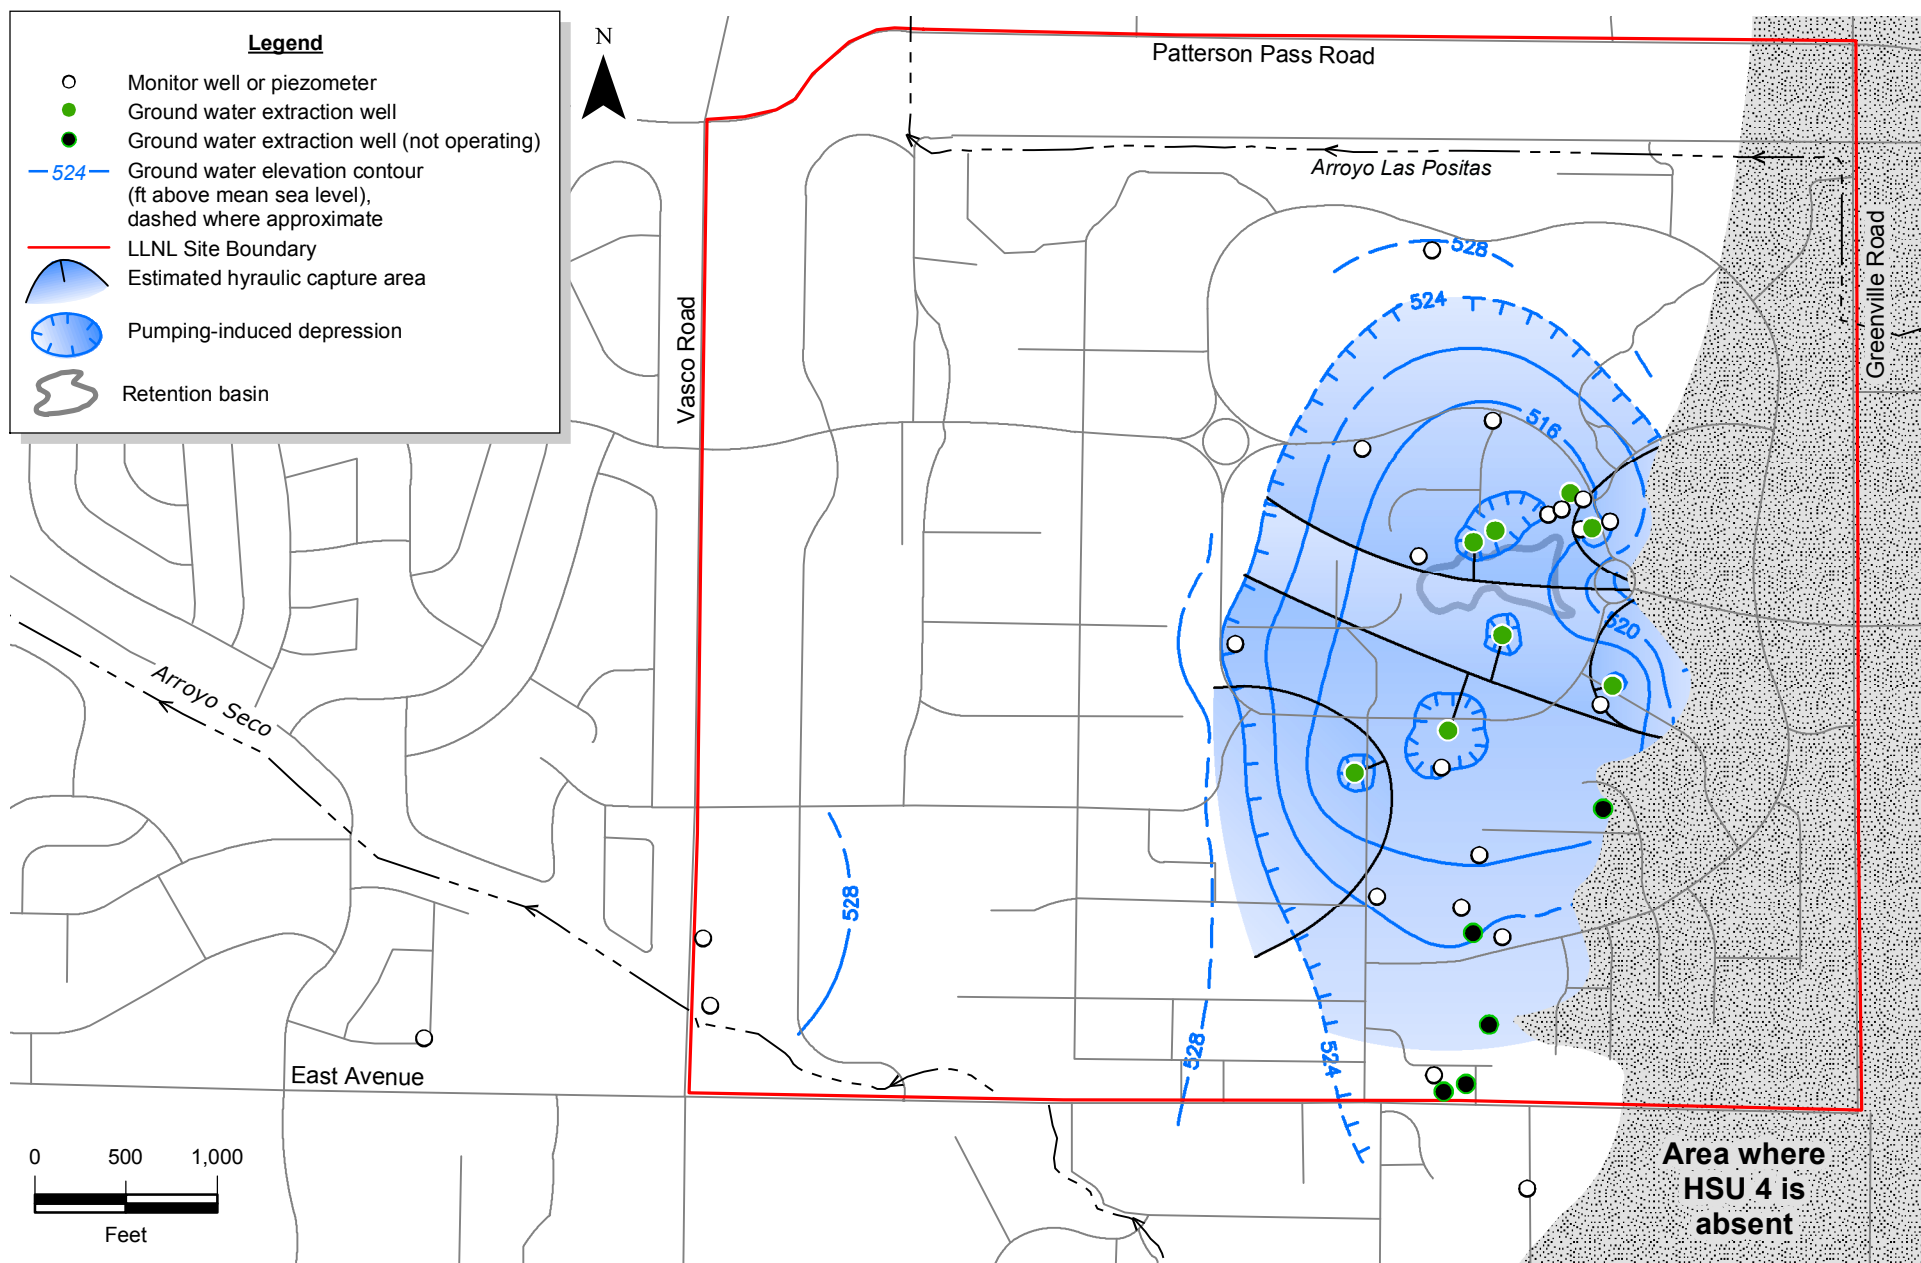 Legend
Monitor well or piezometer
Ground water extraction well
Ground water extraction well (not operating)
524
Ground water elevation contour
(ft above mean sea level),
dashed where approximate
LLNL Site Boundary
Estimated hyraulic capture area
Pumping-induced depression
Retention basin
N
Patterson Pass Road
Arroyo Las Positas
Greenville Road
Vasco Road
528
524
516
520
Arroyo Seco
528
528
524
East Avenue
0 500 1,000
Feet
Area where
HSU 4 is
absent